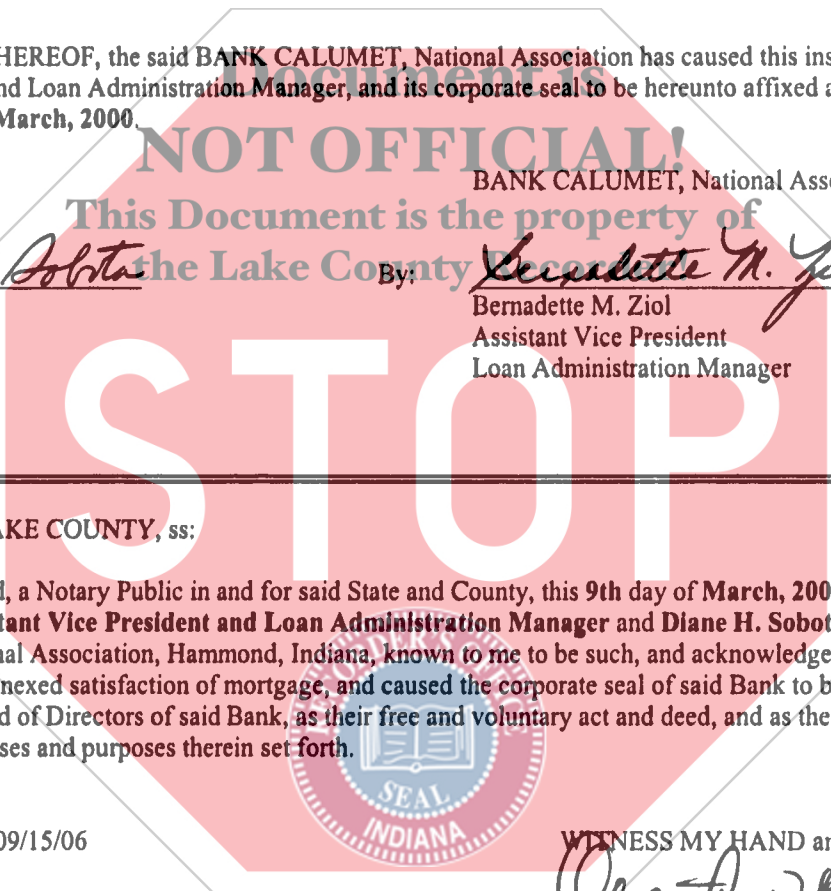 HEREOF, the said BANK CALUMET, National Association has caused this ins
Document is
nd Loan Administration Manager, and its corporate seal to be hereunto affixed a
March, 2000.
NOT OFFICIAL!
BANK CALUMET, National Asso
This Document is the property of
the Lake County Recorder!
Sobota
By: Bernadette M.
Bernadette M. Ziol
Assistant Vice President
Loan Administration Manager
STOP
AKE COUNTY, ss:
d, a Notary Public in and for said State and County, this 9th day of March, 200
tant Vice President and Loan Administration Manager and Diane H. Sobot
nal Association, Hammond, Indiana, known to me to be such, and acknowledge
nexed satisfaction of mortgage, and caused the corporate seal of said Bank to b
d of Directors of said Bank, as their free and voluntary act and deed, and as the
ses and purposes therein set forth.
RECORDER'S OFFICE
SEAL
INDIANA
09/15/06
WITNESS MY HAND an